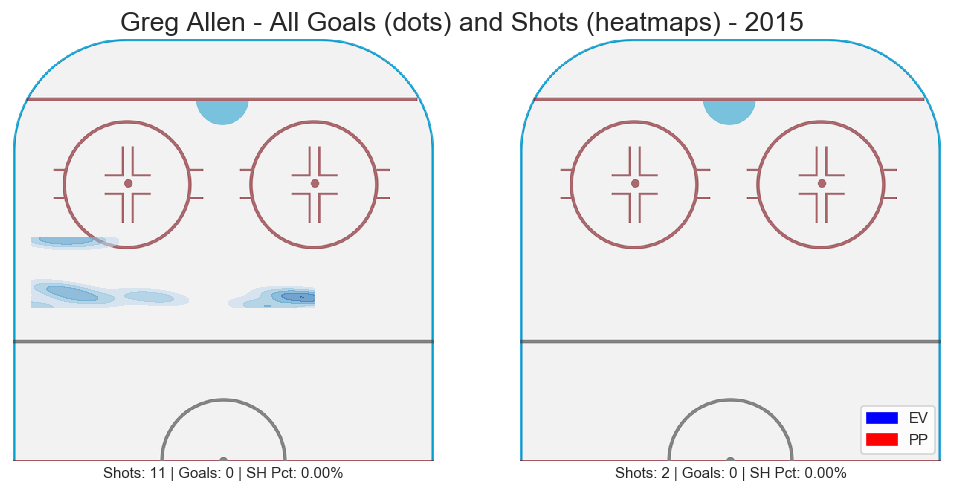 Greg Allen - All Goals (dots) and Shots (heatmaps) - 2015
EV
PP
Shots: 11 | Goals: 0 | SH Pct: 0.00%
Shots: 2 | Goals: 0 | SH Pct: 0.00%